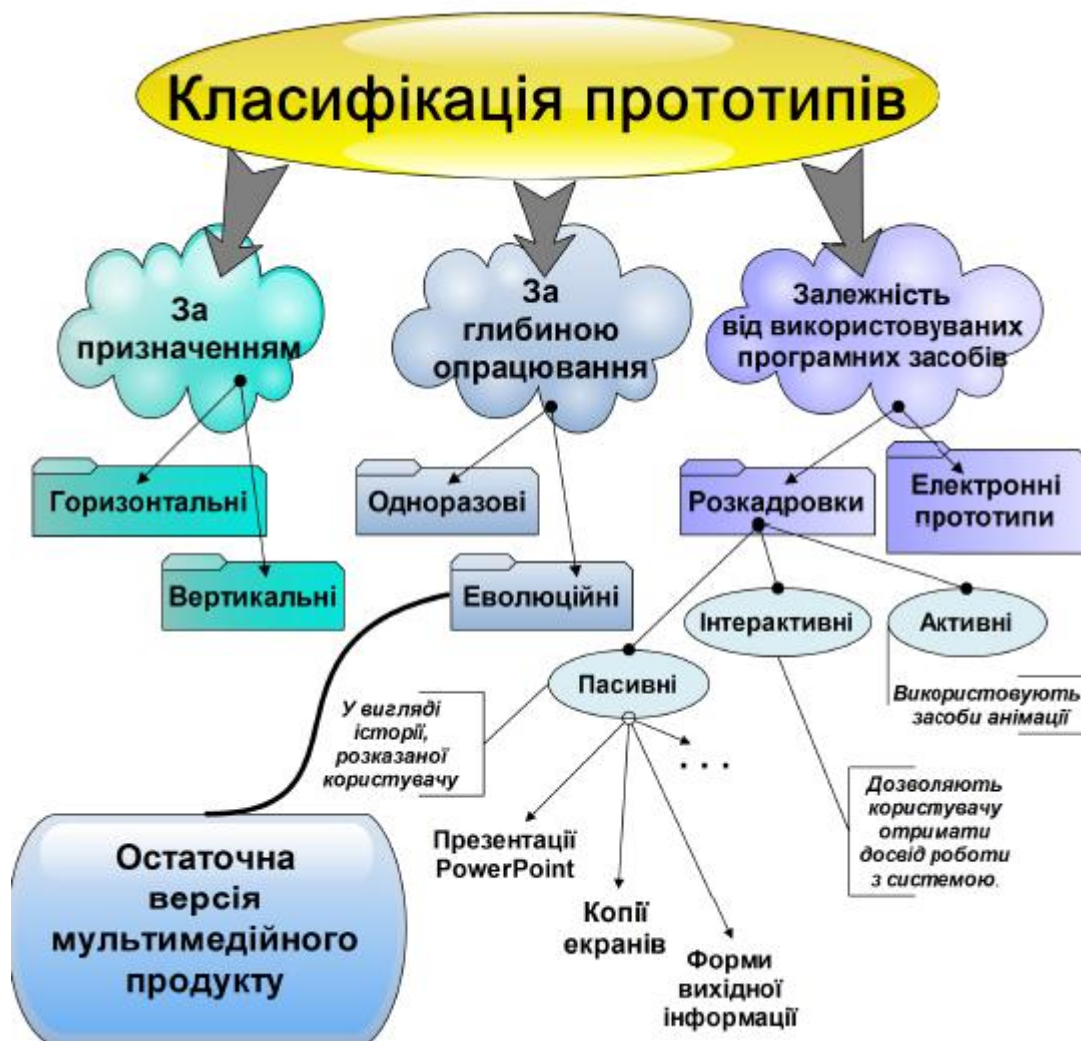 Класифікація прототипів
За
призначенням
За
глибиною
опрацювання
Залежність
від використовуваних
програмних засобів
Горизонтальні
Вертикальні
Одноразові
Еволюційні
Розкадровки
Електронні
прототипи
Пасивні
Інтерактивні
Активні
У вигляді
історії,
розказаної
користувачу
Використовують
засоби анімації
Дозволяють
користувачу
отримати
досвід роботи
з системою.
. . .
Презентації
PowerPoint
Копії
екранів
Форми
вихідної
інформації
Остаточна
версія
мультимедійного
продукту